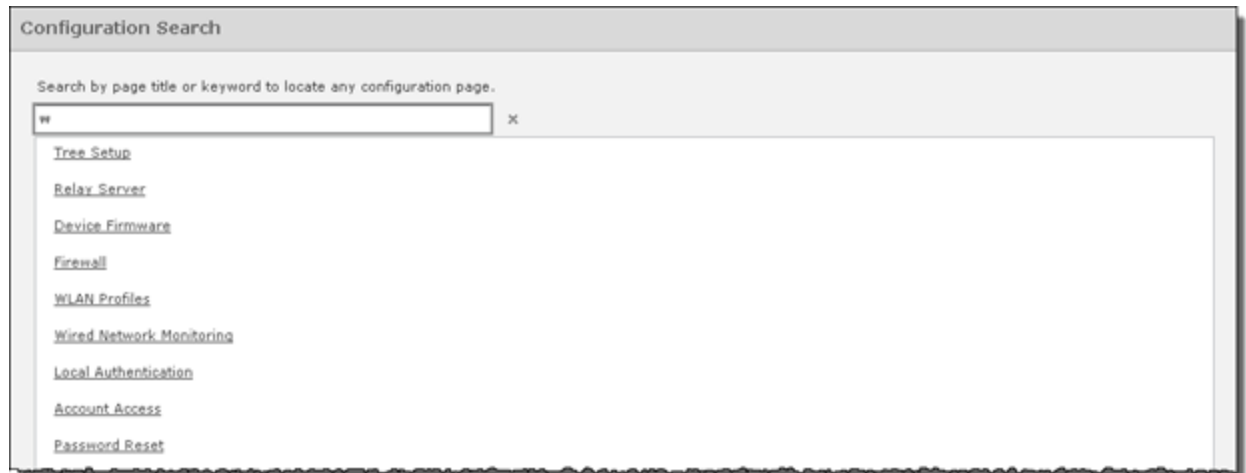 Configuration Search
Search by page title or keyword to locate any configuration page.
w
×
Tree Setup
Relay Server
Device Firmware
Firewall
WLAN Profiles
Wired Network Monitoring
Local Authentication
Account Access
Password Reset